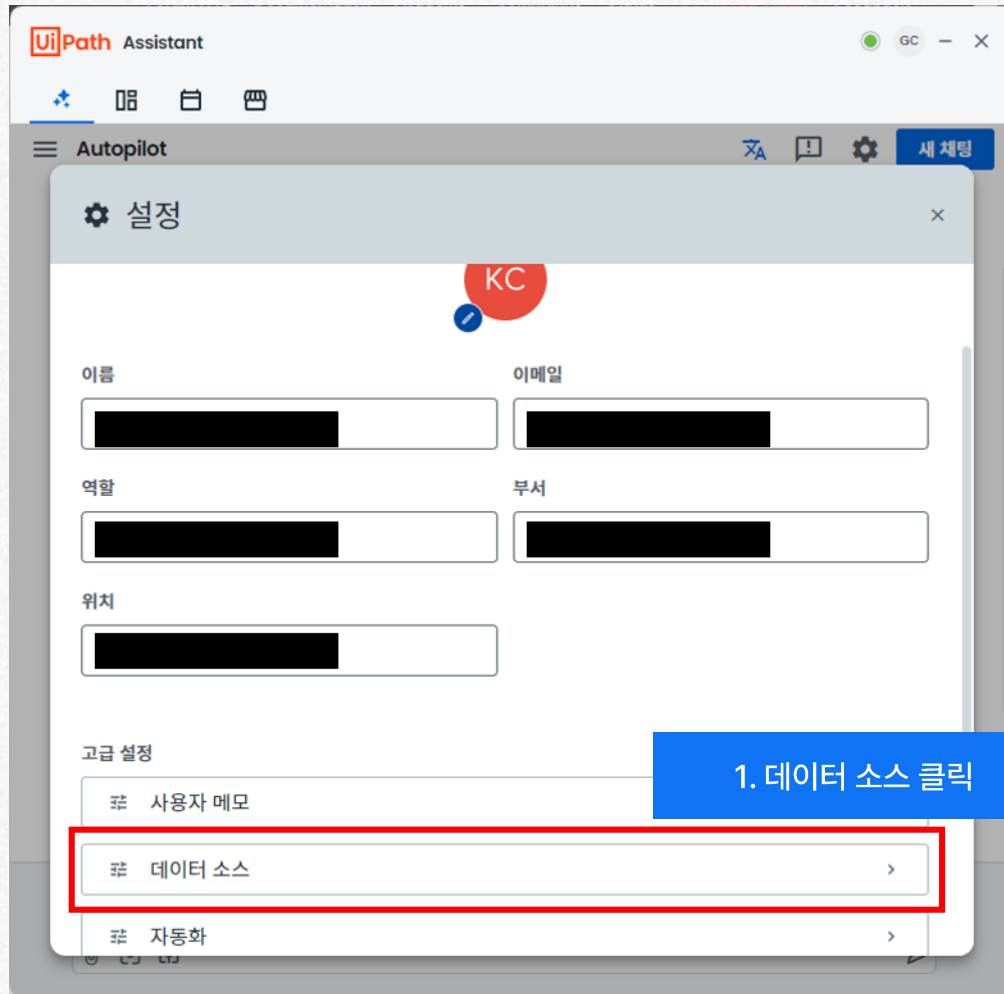 UiPath Assistant
GC
Autopilot
새 채팅
설정
KC
이름
이메일
역할
부서
위치
고급 설정
1. 데이터 소스 클릭
사용자 메모
데이터 소스
자동화